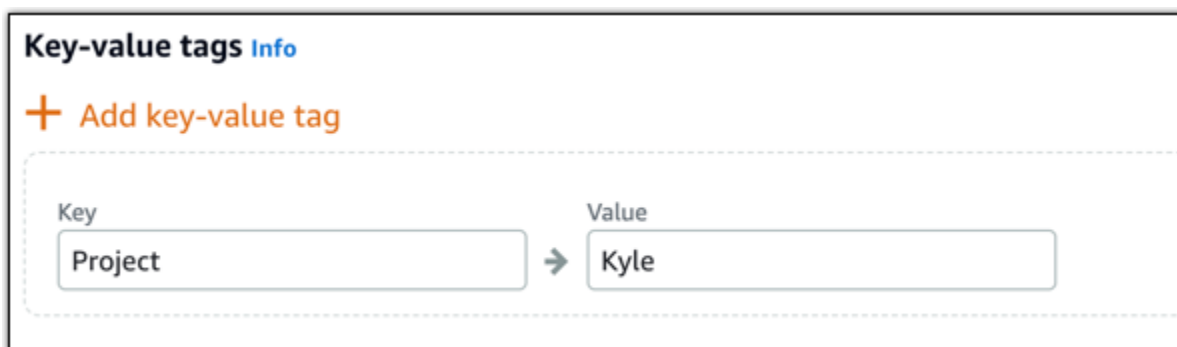 Key-value tags Info
+ Add key-value tag
Key Value
Project → Kyle